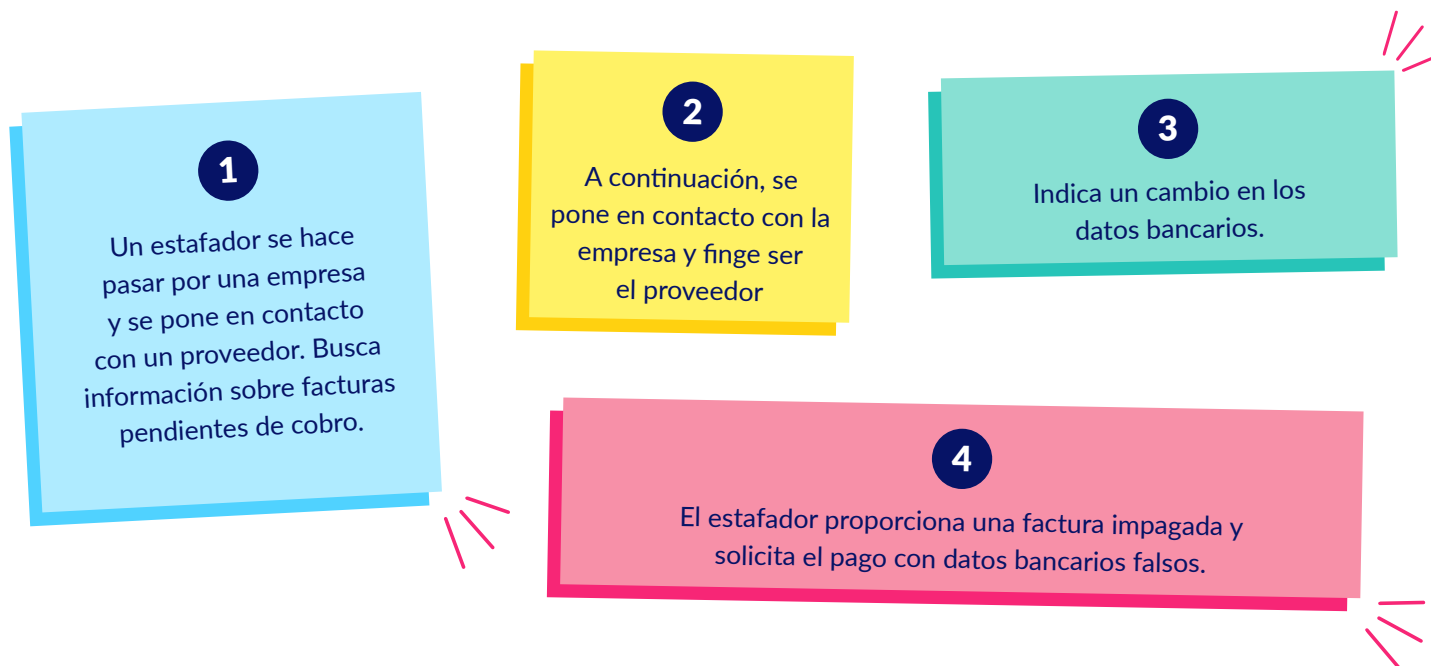 1
Un estafador se hace
pasar por una empresa
y se pone en contacto
con un proveedor. Busca
información sobre facturas
pendientes de cobro.
2
A continuación, se
pone en contacto con la
empresa y finge ser
el proveedor
3
Indica un cambio en los
datos bancarios.
4
El estafador proporciona una factura impagada y
solicita el pago con datos bancarios falsos.